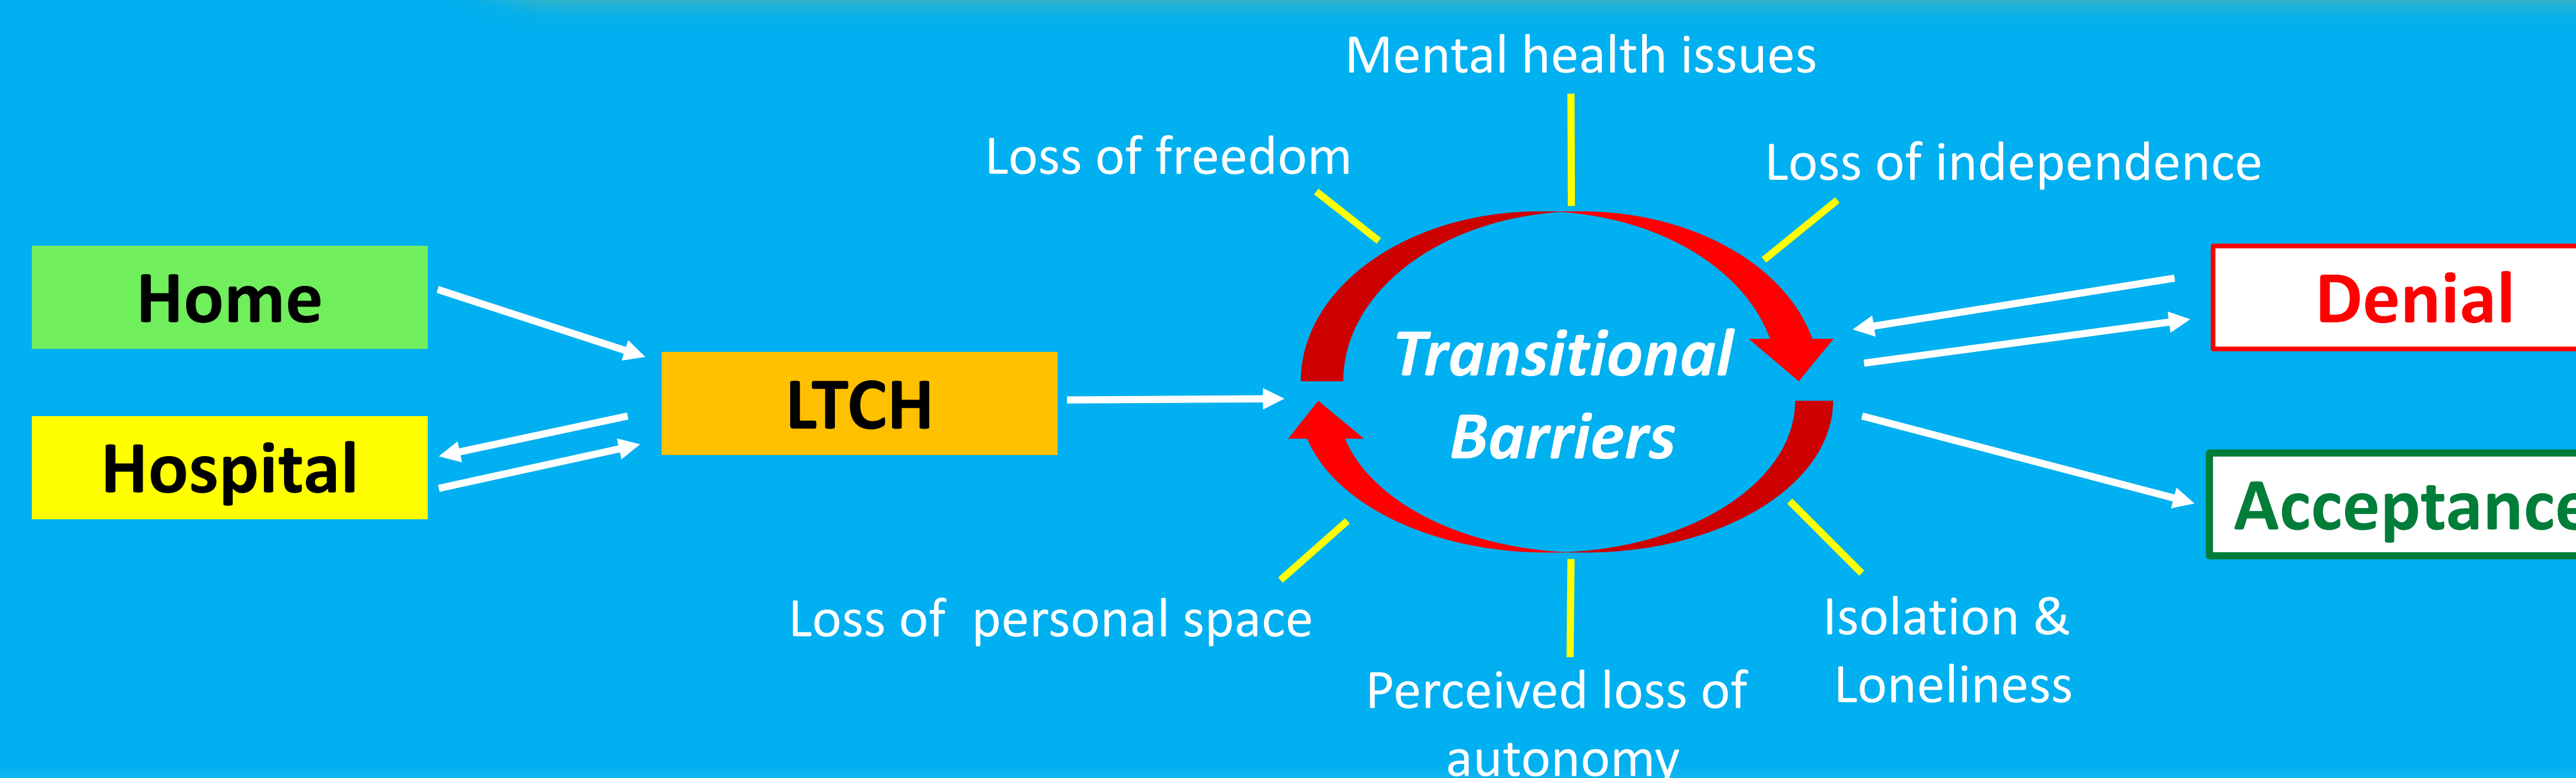 Mental health issues
Loss of freedom
Loss of independence
Home
Denial
Transitional
Barriers
LTCH
Hospital
Acceptance
Loss of  personal space
Isolation &
Loneliness
Perceived loss of
autonomy